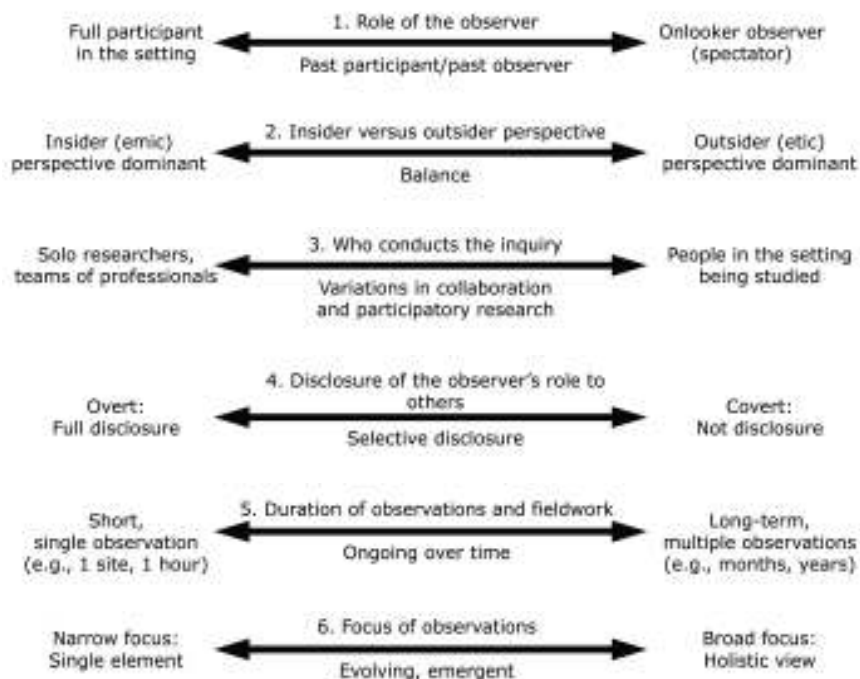 Full participant
in the setting
1. Role of the observer
Past participant/past observer
Onlooker observer
(spectator)
Insider (emic)
perspective dominant
2. Insider versus outsider perspective
Balance
Outsider (etic)
perspective dominant
Solo researchers,
teams of professionals
3. Who conducts the inquiry
Variations in collaboration
and participatory research
People in the setting
being studied
Overt:
Full disclosure
4. Disclosure of the observer's role to
others
Selective disclosure
Covert:
Not disclosure
Short,
single observation
(e.g., 1 site, 1 hour)
5. Duration of observations and fieldwork
Ongoing over time
Long-term,
multiple observations
(e.g., months, years)
Narrow focus:
Single element
6. Focus of observations
Evolving, emergent
Broad focus:
Holistic view